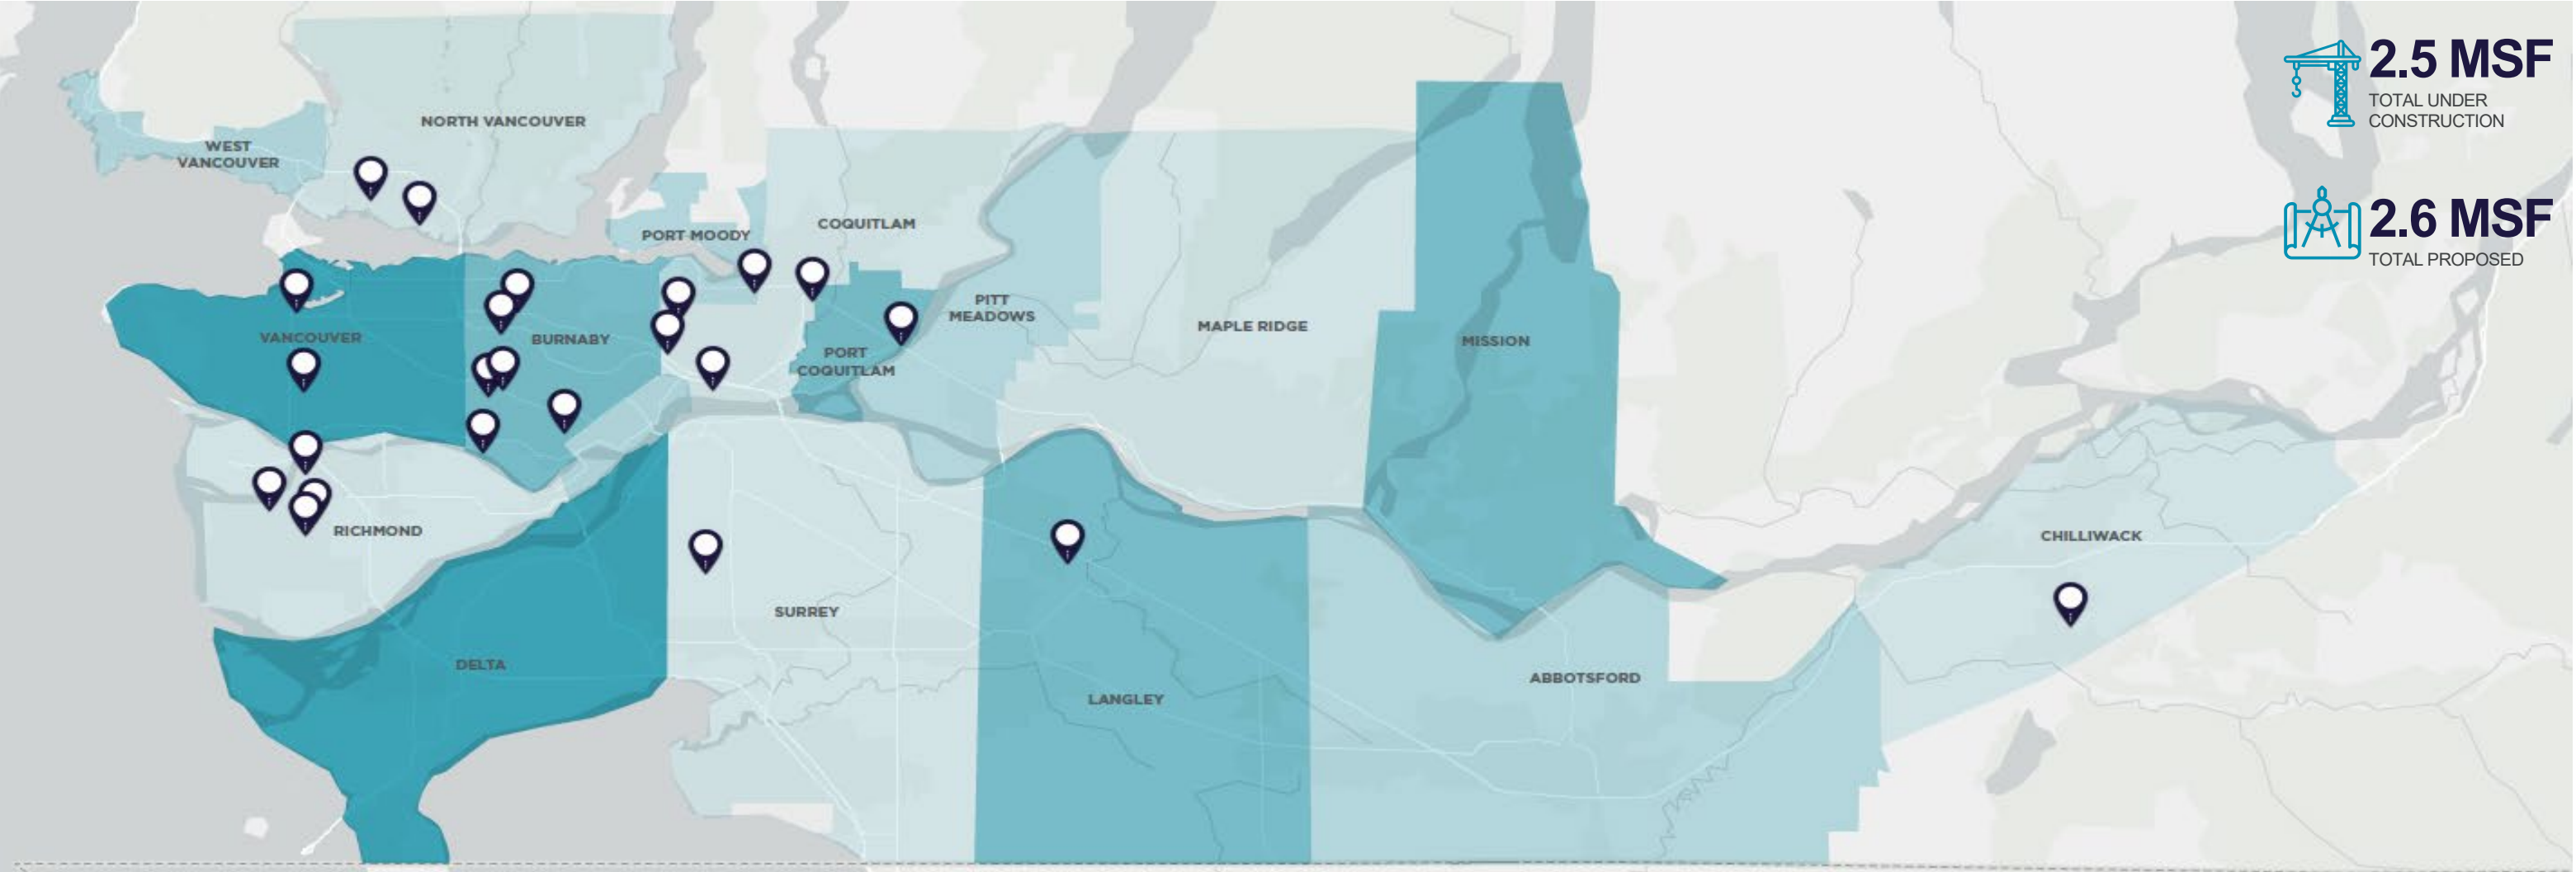 2.5 MSF
TOTAL UNDER
CONSTRUCTION
2.6 MSF
TOTAL PROPOSED
NORTH VANCOUVER
WEST
VANCOUVER
PORT MOODY
COQUITLAM
PITT
MEADOWS
MAPLE RIDGE
MISSION
VANCOUVER
BURNABY
PORT
COQUITLAM
RICHMOND
CHILLIWACK
SURREY
DELTA
LANGLEY
ABBOTSFORD